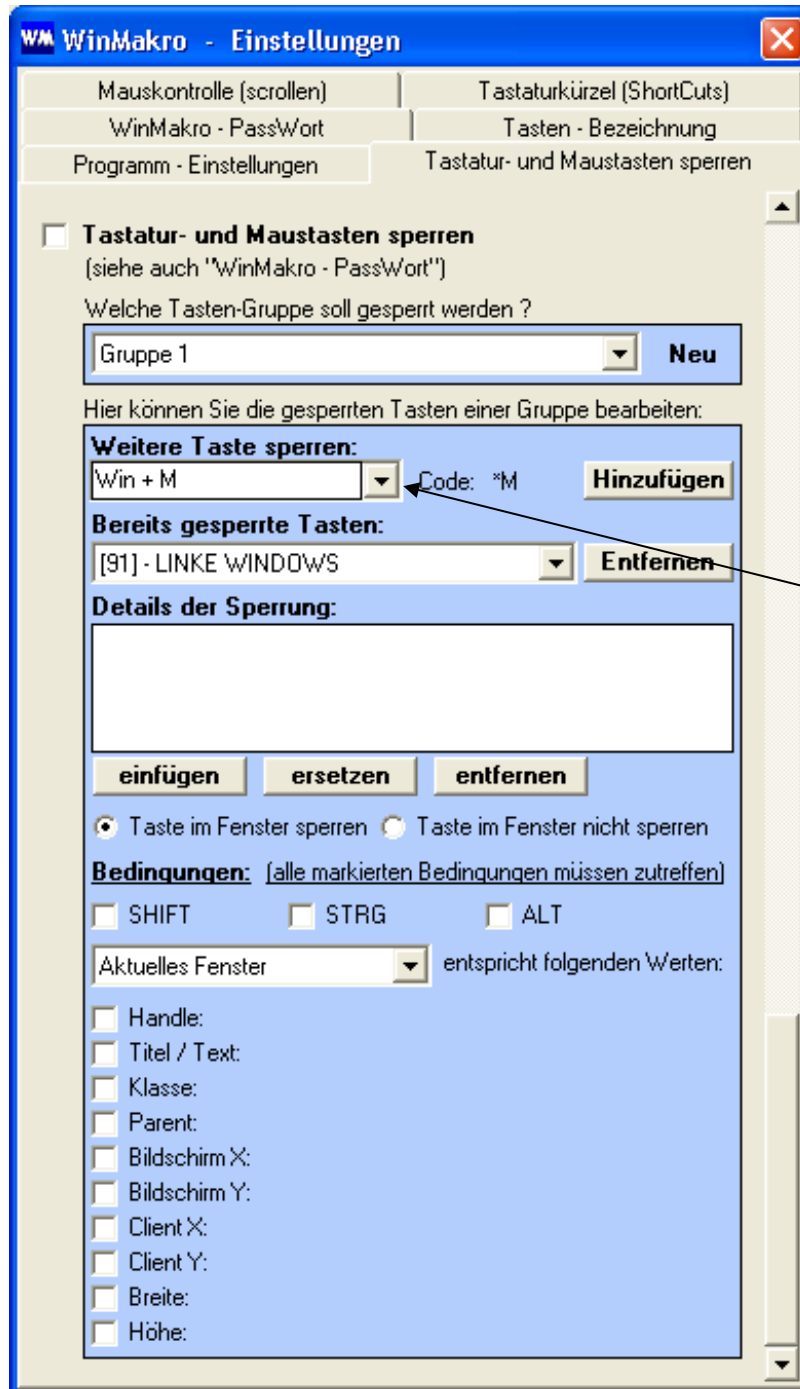 WM WinMakro - Einstellungen
Mauskontrolle (scrollen) Tastaturkürzel (ShortCuts)
WinMakro - PassWort Tasten - Bezeichnung
Programm - Einstellungen Tastatur- und Maustasten sperren
Tastatur- und Maustasten sperren
(siehe auch "WinMakro - PassWort")
Welche Tasten-Gruppe soll gesperrt werden ?
Gruppe 1 Neu
Hier können Sie die gesperrten Tasten einer Gruppe bearbeiten:
Weitere Taste sperren:
Win + M Code: *M Hinzufügen
Bereits gesperrte Tasten:
[91] - LINKE WINDOWS Entfernen
Details der Sperrung:
einfügen ersetzen entfernen
Taste im Fenster sperren Taste im Fenster nicht sperren
Bedingungen: (alle markierten Bedingungen müssen zutreffen)
SHIFT STRG ALT
Aktuelles Fenster entspricht folgenden Werten:
Handle:
Titel / Text:
Klasse:
Parent:
Bildschirm X:
Bildschirm Y:
Client X:
Client Y:
Breite:
Höhe: